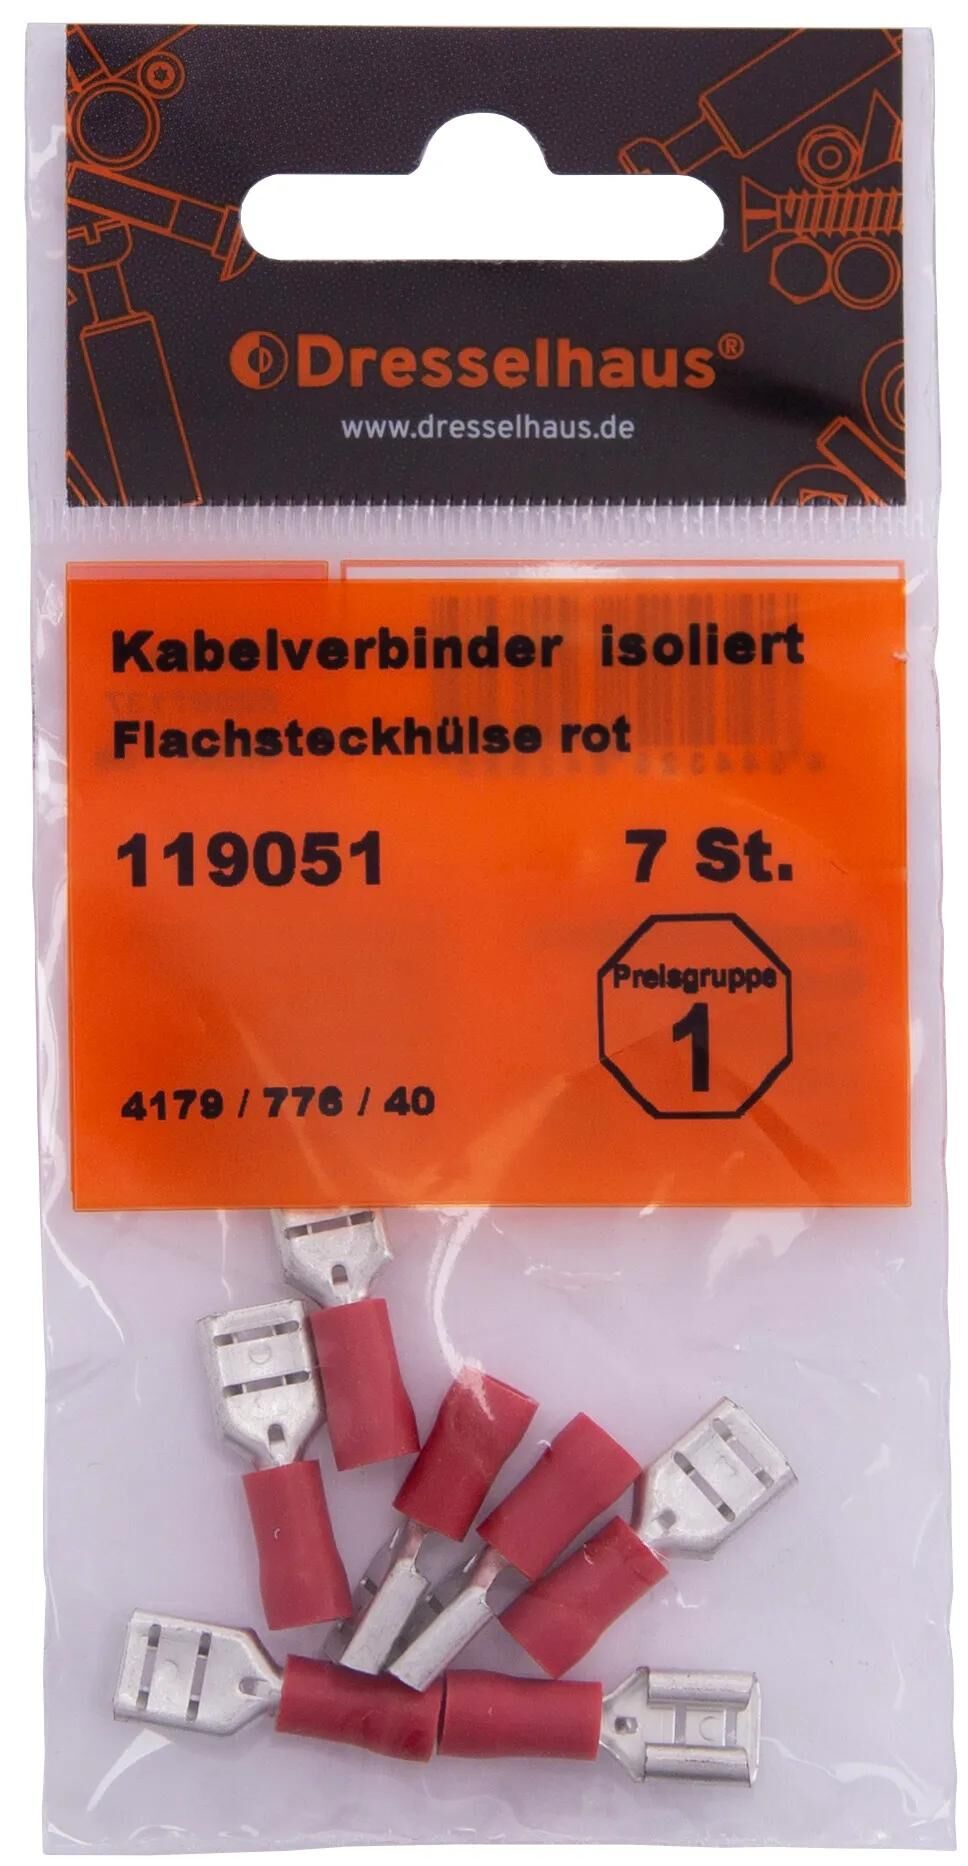 Dresselhaus®
www.dresselhaus.de
Kabelverbinder isoliert
Flachsteckhülse rot
119051 7 St.
Preisgruppe
1
4179 / 776 / 40